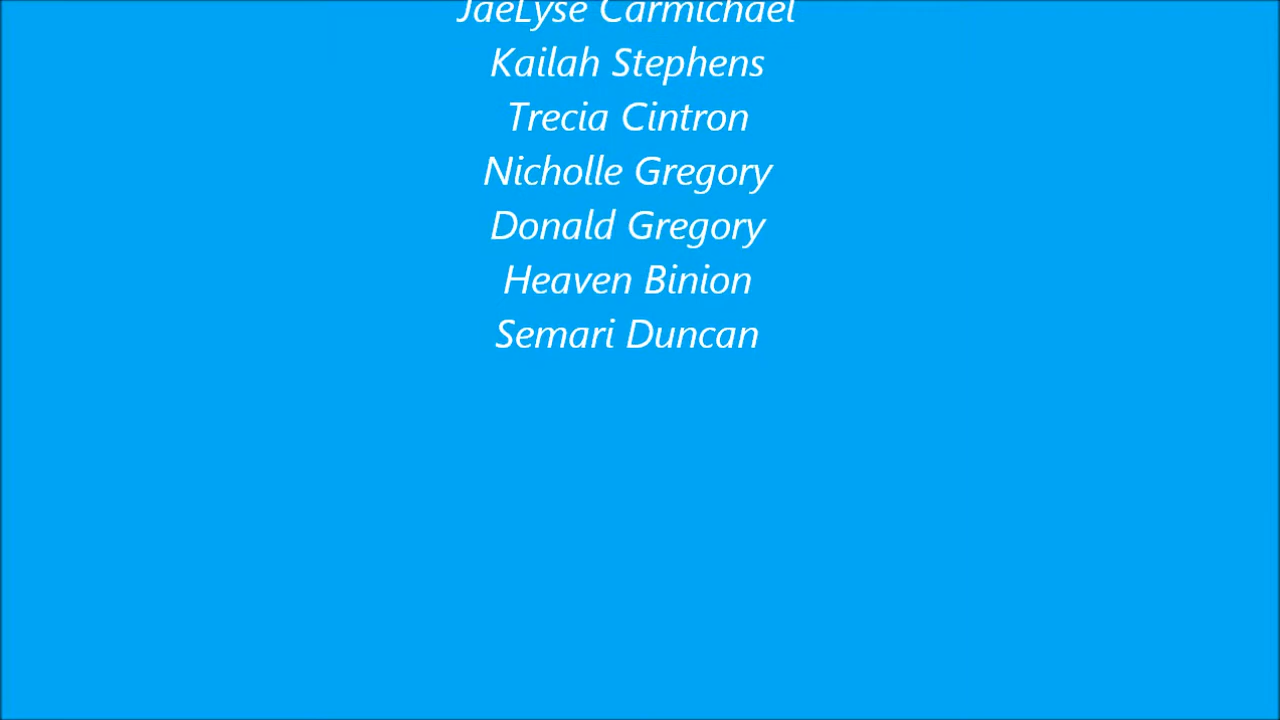 JaeLyse Carmichael
Kailah Stephens
Trecia Cintron
Nicholle Gregory
Donald Gregory
Heaven Binion
Semari Duncan